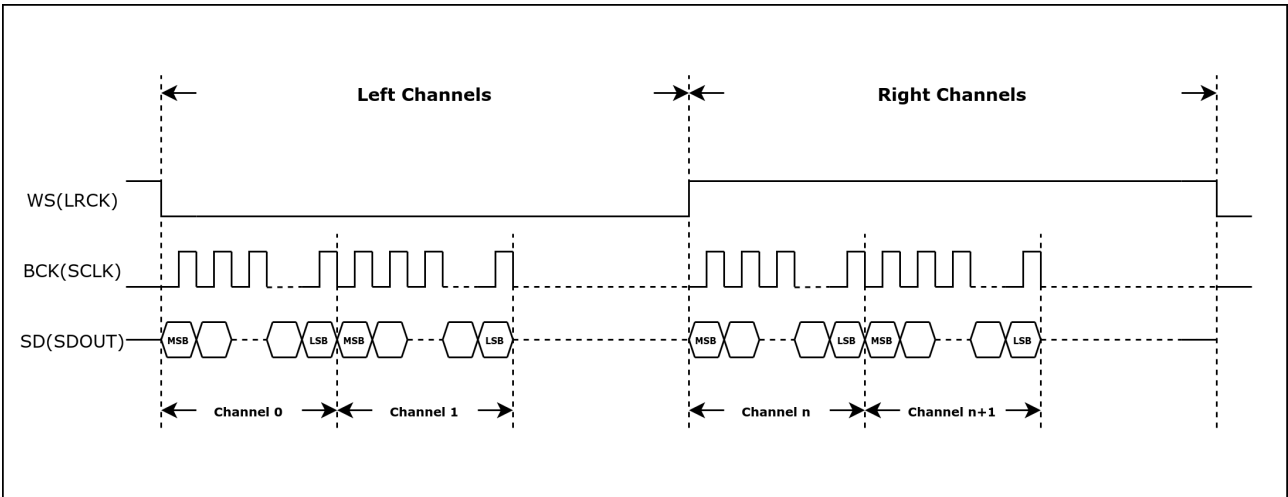 Left Channels
Right Channels
WS(LRCK)
BCK(SCLK)
SD(SDOUT)
MSB
LSB
MSB
LSB
MSB
LSB
MSB
LSB
Channel 0
Channel 1
Channel n
Channel n+1